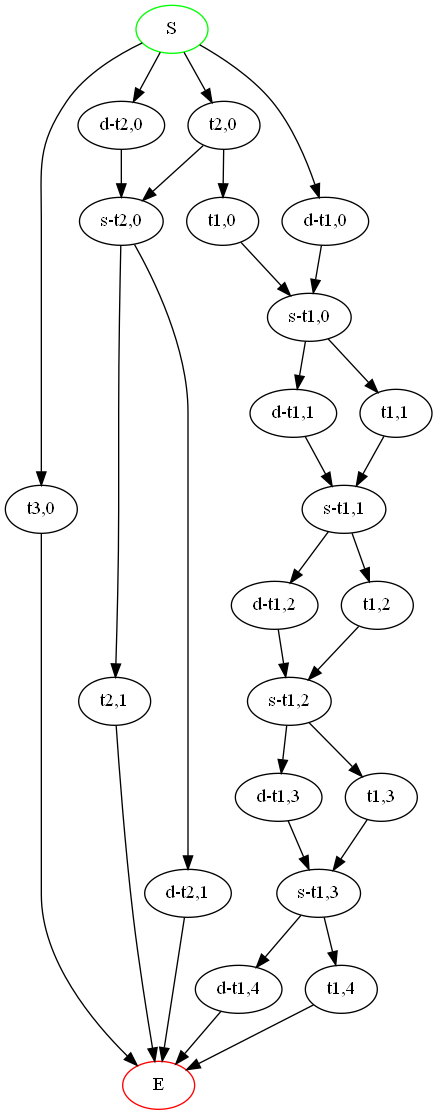 S
d-t2,0
t2,0
s-t2,0
t1,0
d-t1,0
s-t1,0
d-t1,1
t1,1
t3,0
s-t1,1
d-t1,2
t1,2
t2,1
s-t1,2
d-t1,3
t1,3
d-t2,1
s-t1,3
d-t1,4
t1,4
E